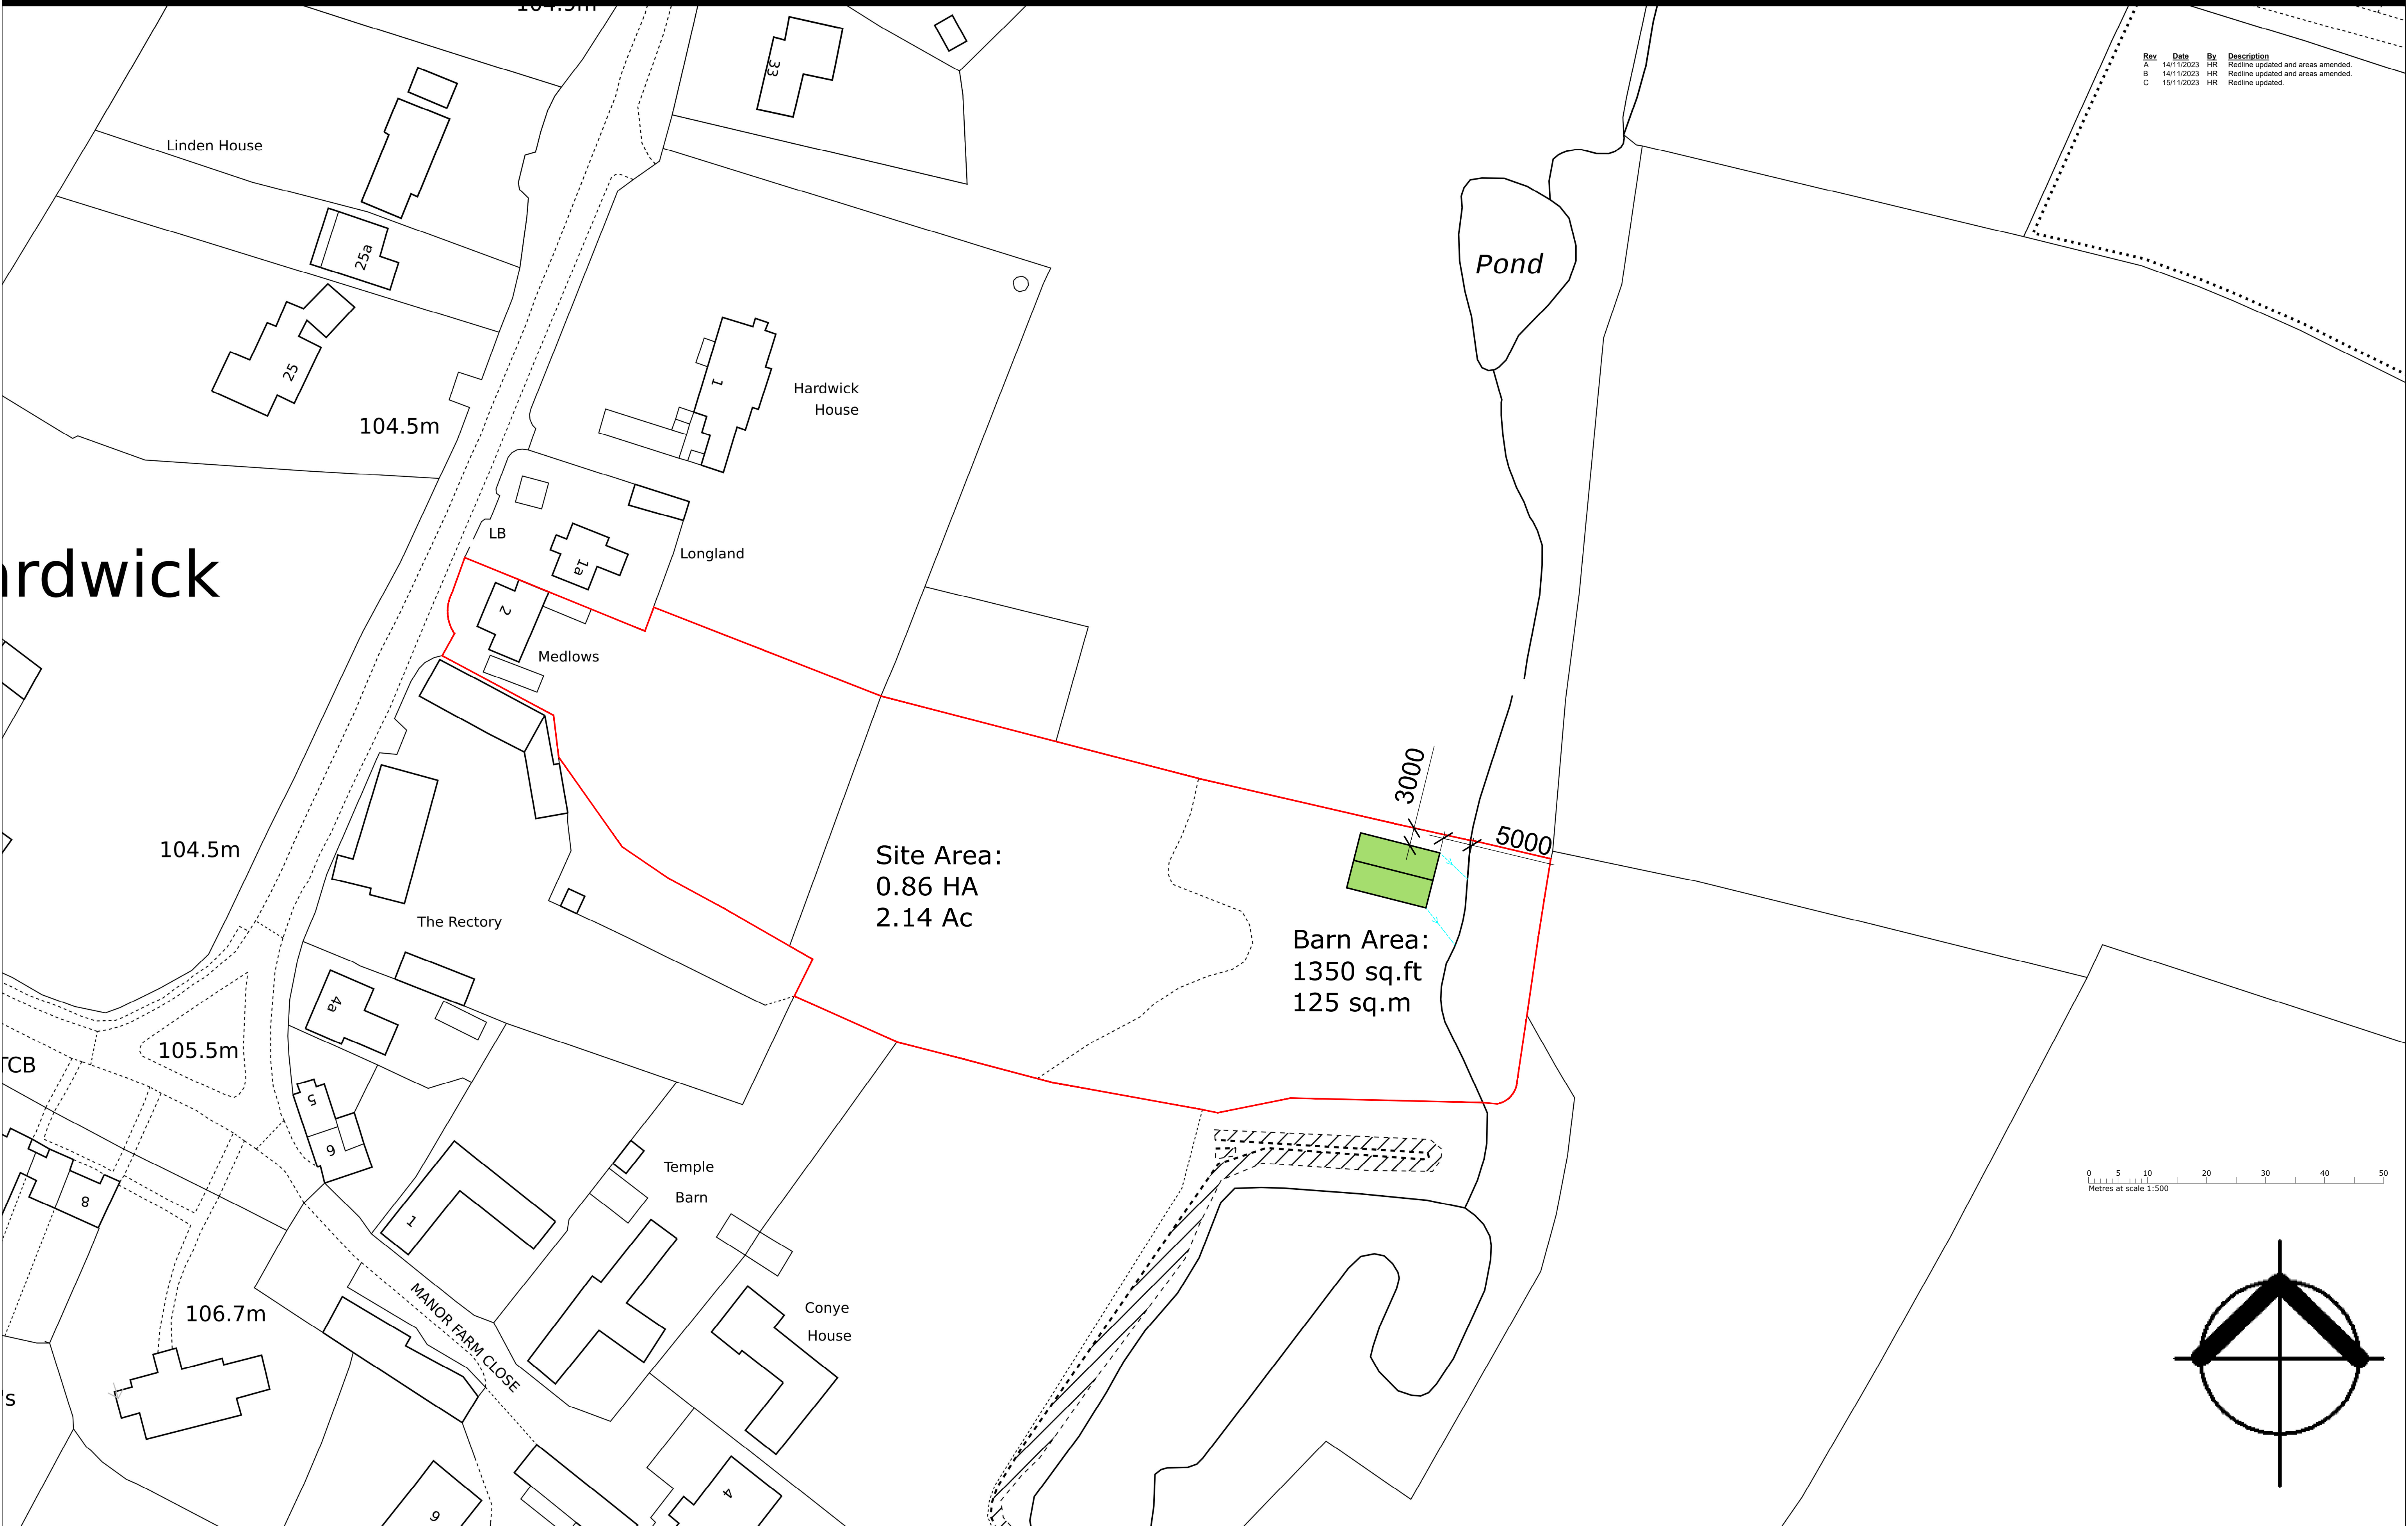 104.9m
Rev Date By Description
A 14/11/2023 HR Redline updated and areas amended.
B 14/11/2023 HR Redline updated and areas amended.
C 15/11/2023 HR Redline updated.
33
Linden House
25a
25
Pond
1
Hardwick
House
104.5m
LB
1a
Longland
ardwick
2
Medlows
3000
5000
104.5m
Site Area:
0.86 HA
2.14 Ac
The Rectory
Barn Area:
1350 sq.ft
125 sq.m
4a
105.5m
TCB
5
6
8
1
Temple
Barn
0 5 10 20 30 40 50
Metres at scale 1:500
MANOR FARM CLOSE
106.7m
Conye
House
's
4
9